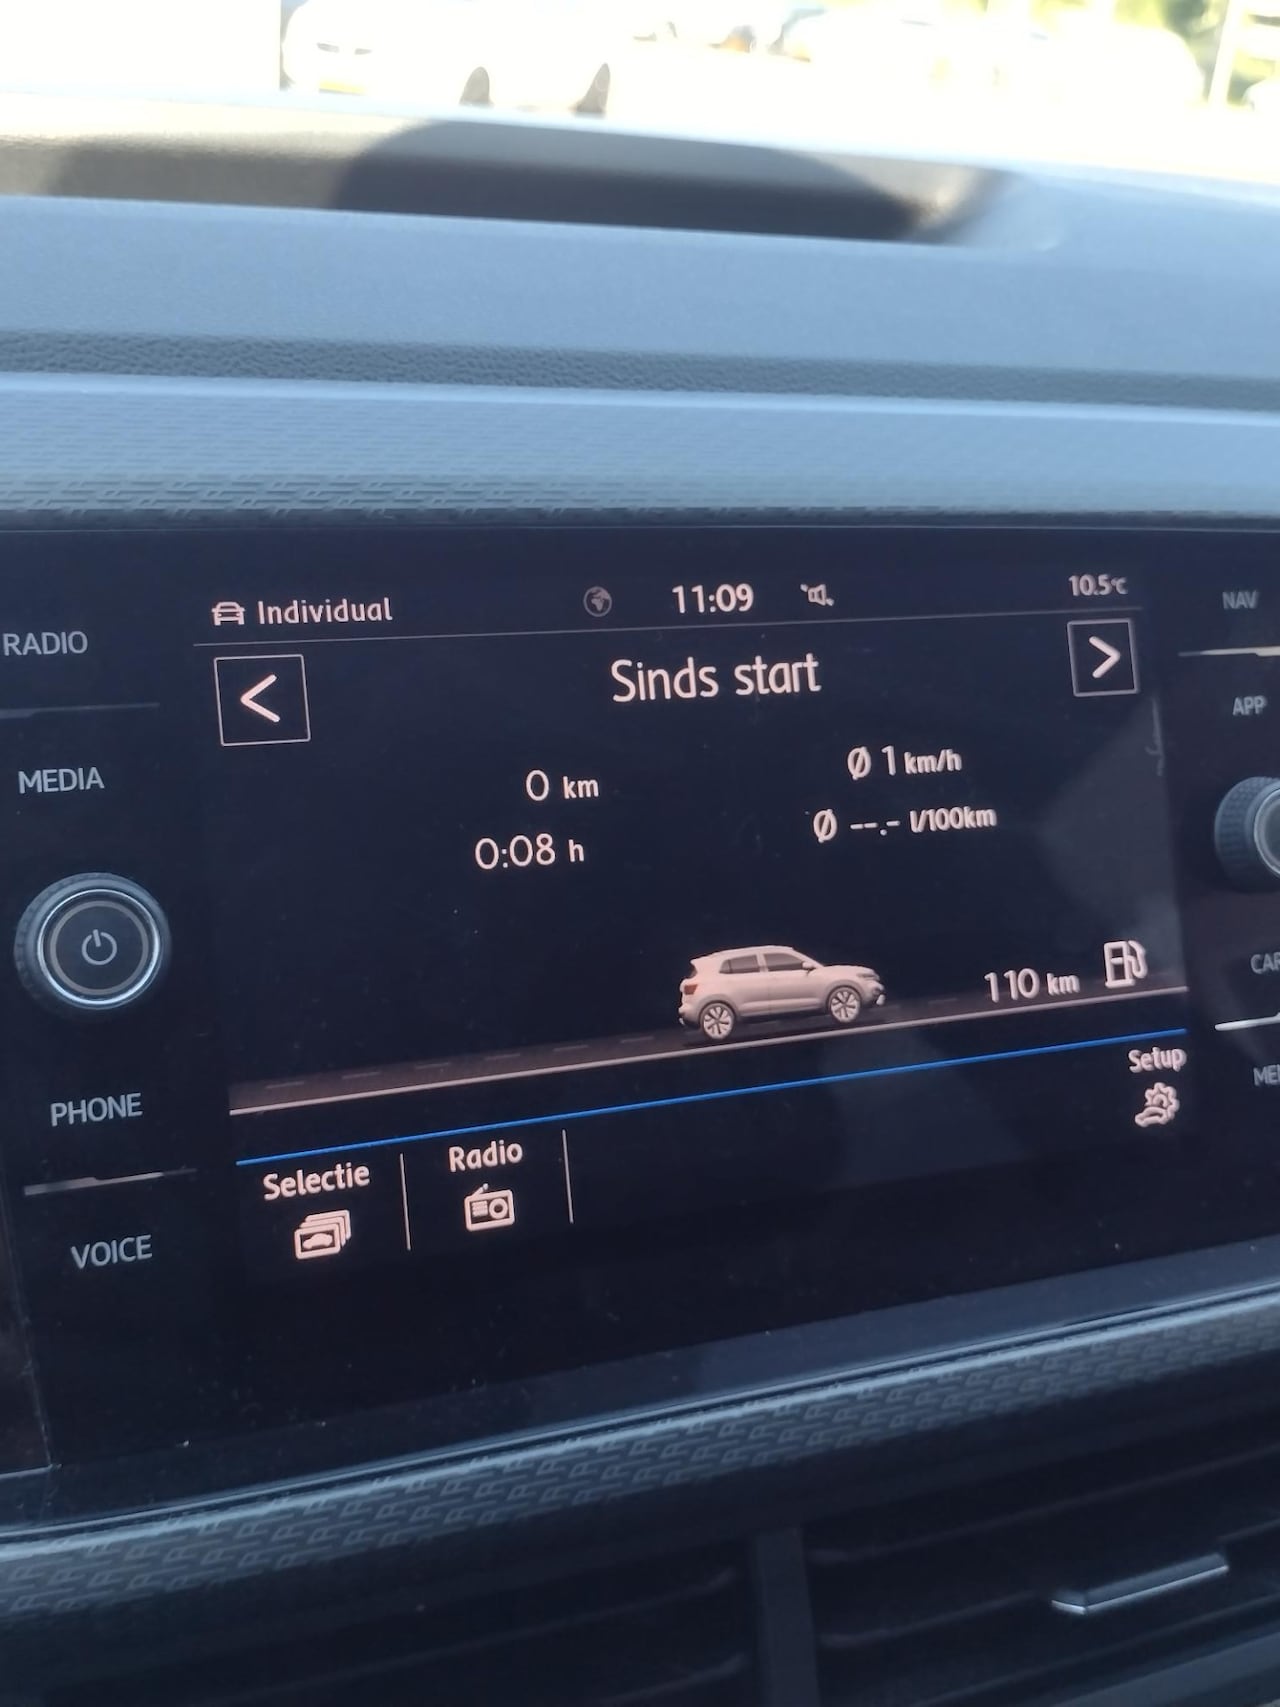 RADIO
MEDIA
PHONE
VOICE
Individual
11:09
10.5°C
Sinds start
0 km
0:08 h
Ø 1 km/h
Ø --.- l/100km
110 km
Setup
Selectie
Radio
NAV
APP